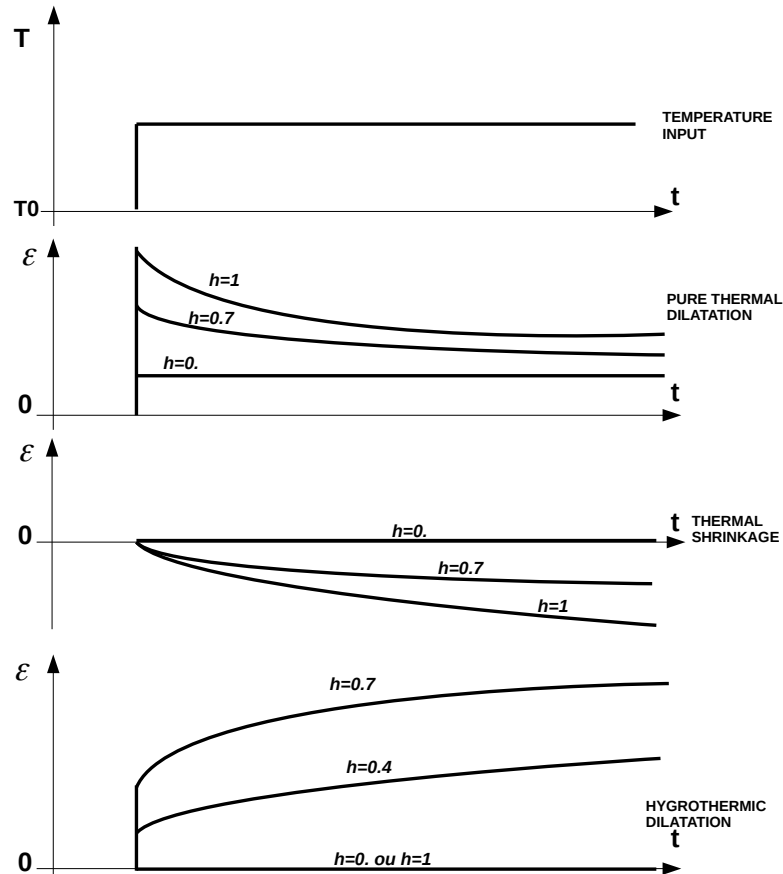 T
TEMPERATURE
INPUT
t
T0
ε
h=1
PURE THERMAL
DILATATION
h=0.7
h=0.
t
0
ε
h=0.
t
THERMAL
SHRINKAGE
0
h=0.7
h=1
ε
h=0.7
h=0.4
HYGROTHERMIC
DILATATION
t
0
h=0. ou h=1